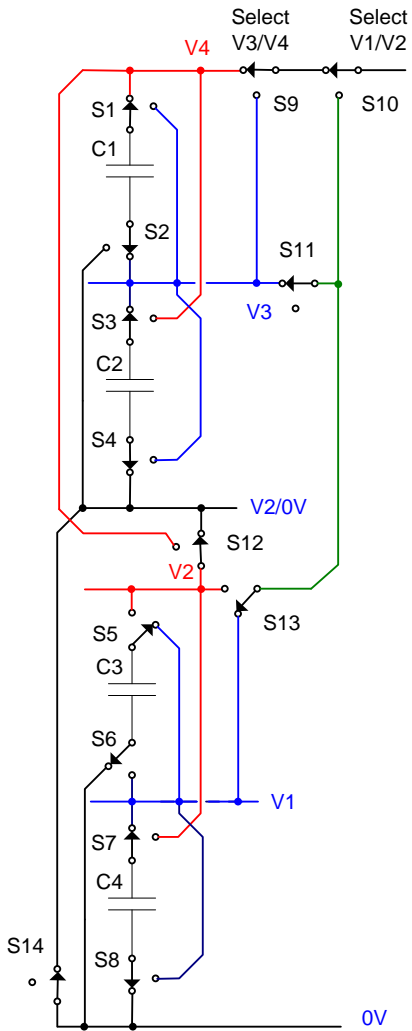 Select
V3/V4
Select
V1/V2
V4
S1
S9
S10
C1
S2
S11
S3
V3
C2
S4
V2/0V
S12
V2
S5
S13
C3
S6
V1
S7
C4
S14
S8
0V